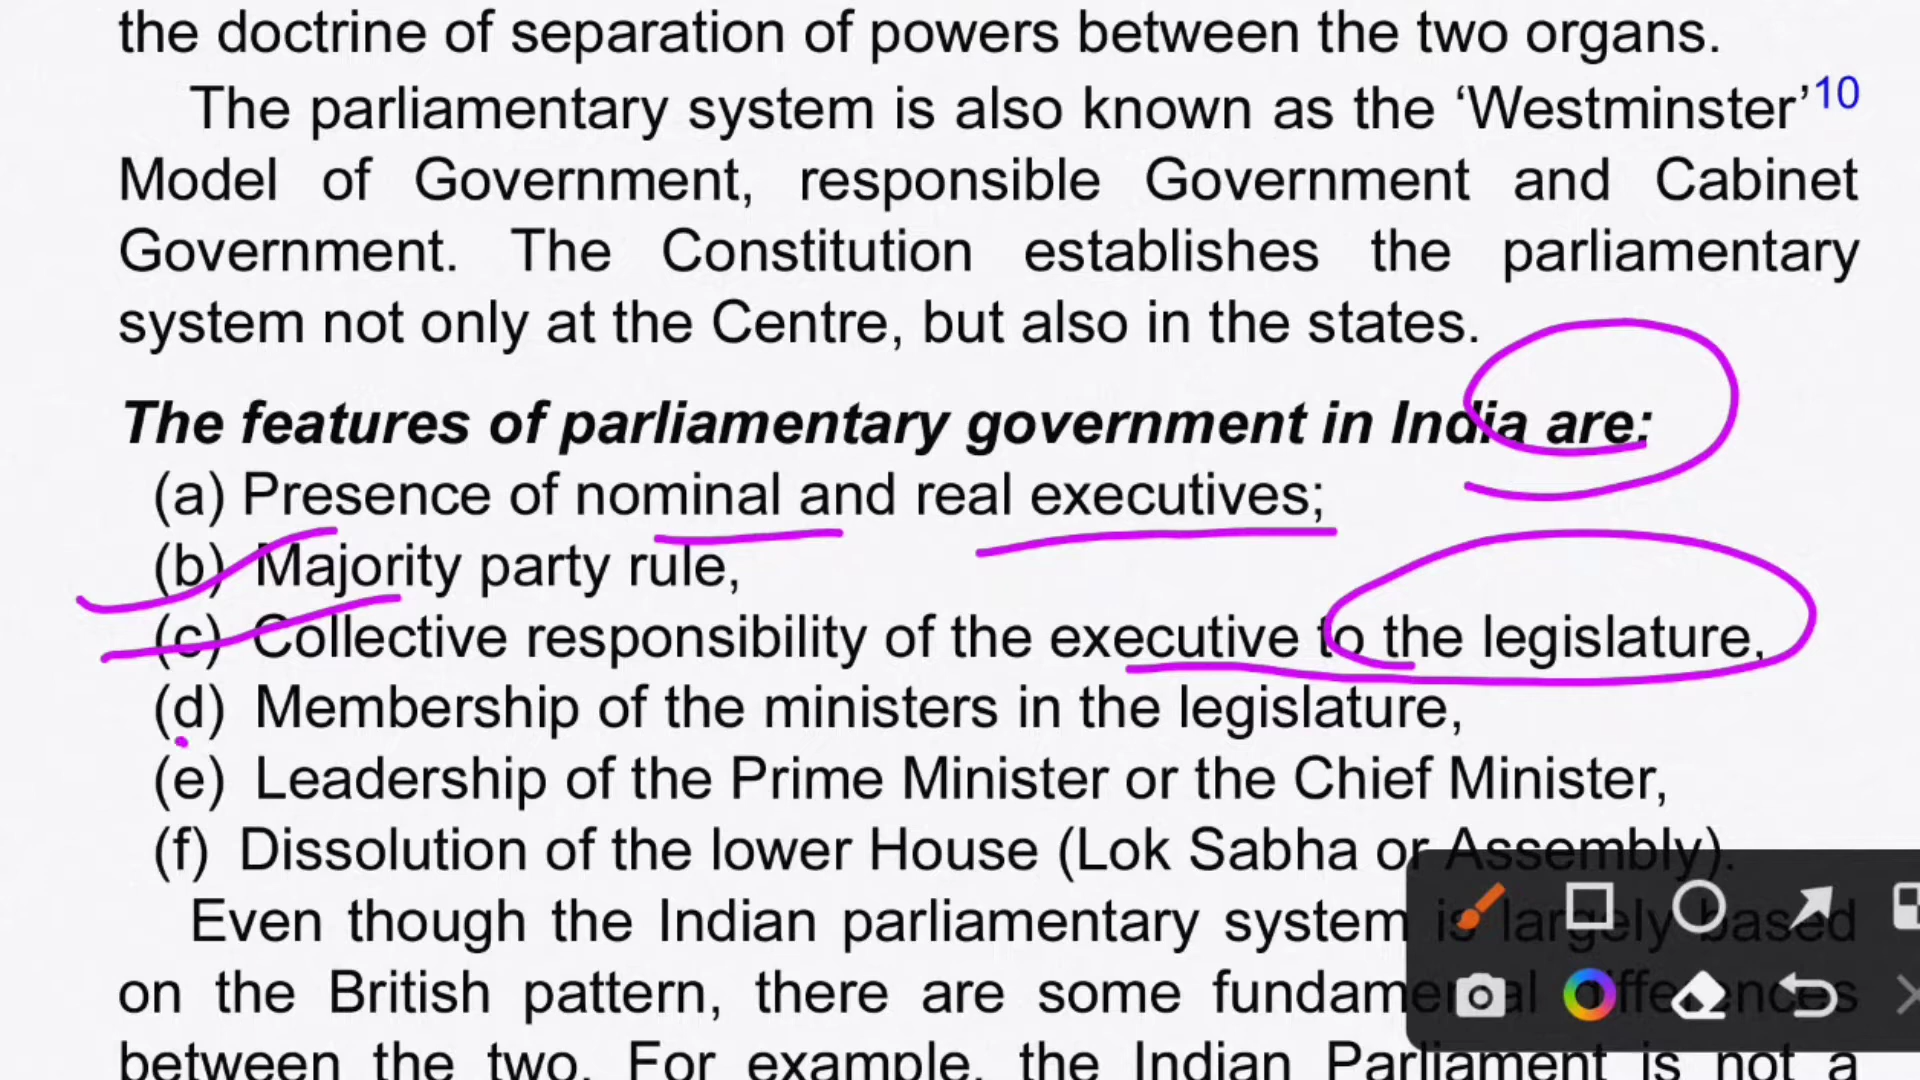 the doctrine of separation of powers between the two organs.
The parliamentary system is also known as the ‘Westminster’10
Model of Government, responsible Government and Cabinet
Government. The Constitution establishes the parliamentary
system not only at the Centre, but also in the states.
The features of parliamentary government in India are:
(a) Presence of nominal and real executives;
(b) Majority party rule,
(c) Collective responsibility of the executive to the legislature,
(d) Membership of the ministers in the legislature,
(e) Leadership of the Prime Minister or the Chief Minister,
(f) Dissolution of the lower House (Lok Sabha or Assembly).
Even though the Indian parliamentary system is largely based
on the British pattern, there are some fundamental differences
between the two. For example, the Indian Parliament is not a